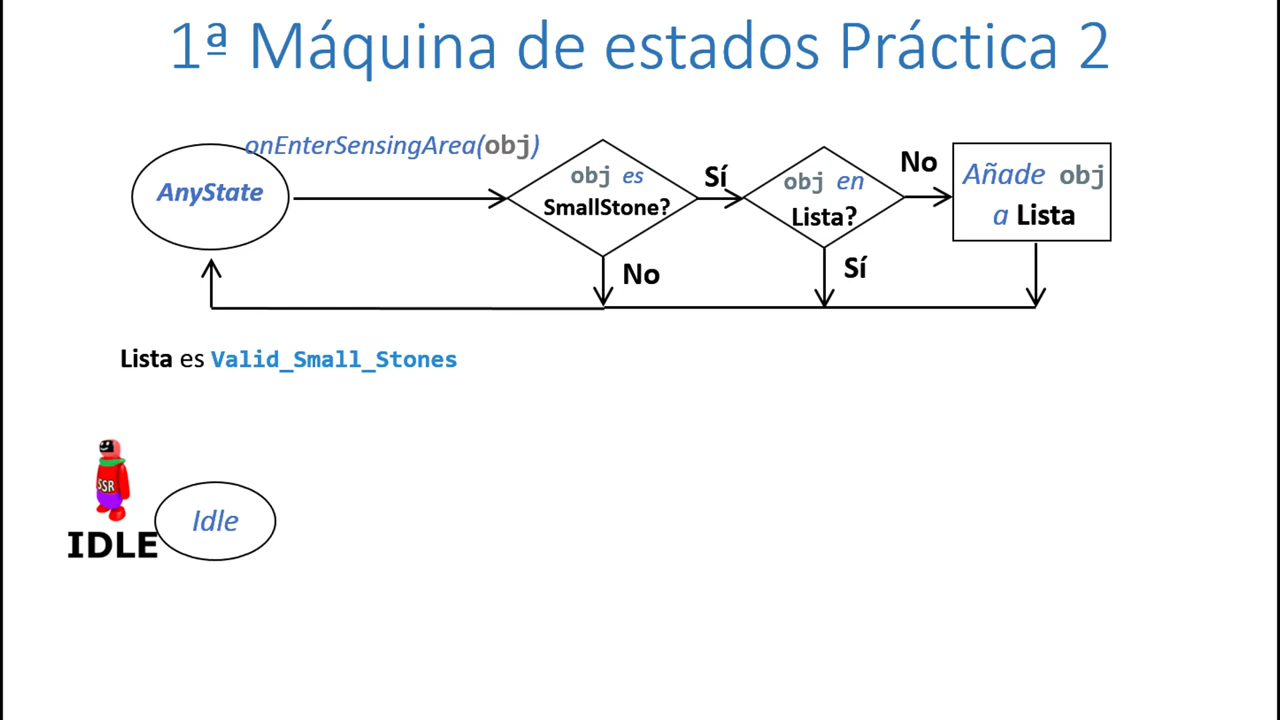 1ª Máquina de estados Práctica 2
onEnterSensingArea(obj)
AnyState
obj es
SmallStone?
Sí
obj en
Lista?
No
Añade obj
a Lista
No
Sí
Lista es Valid_Small_Stones
SSR
IDLE
Idle